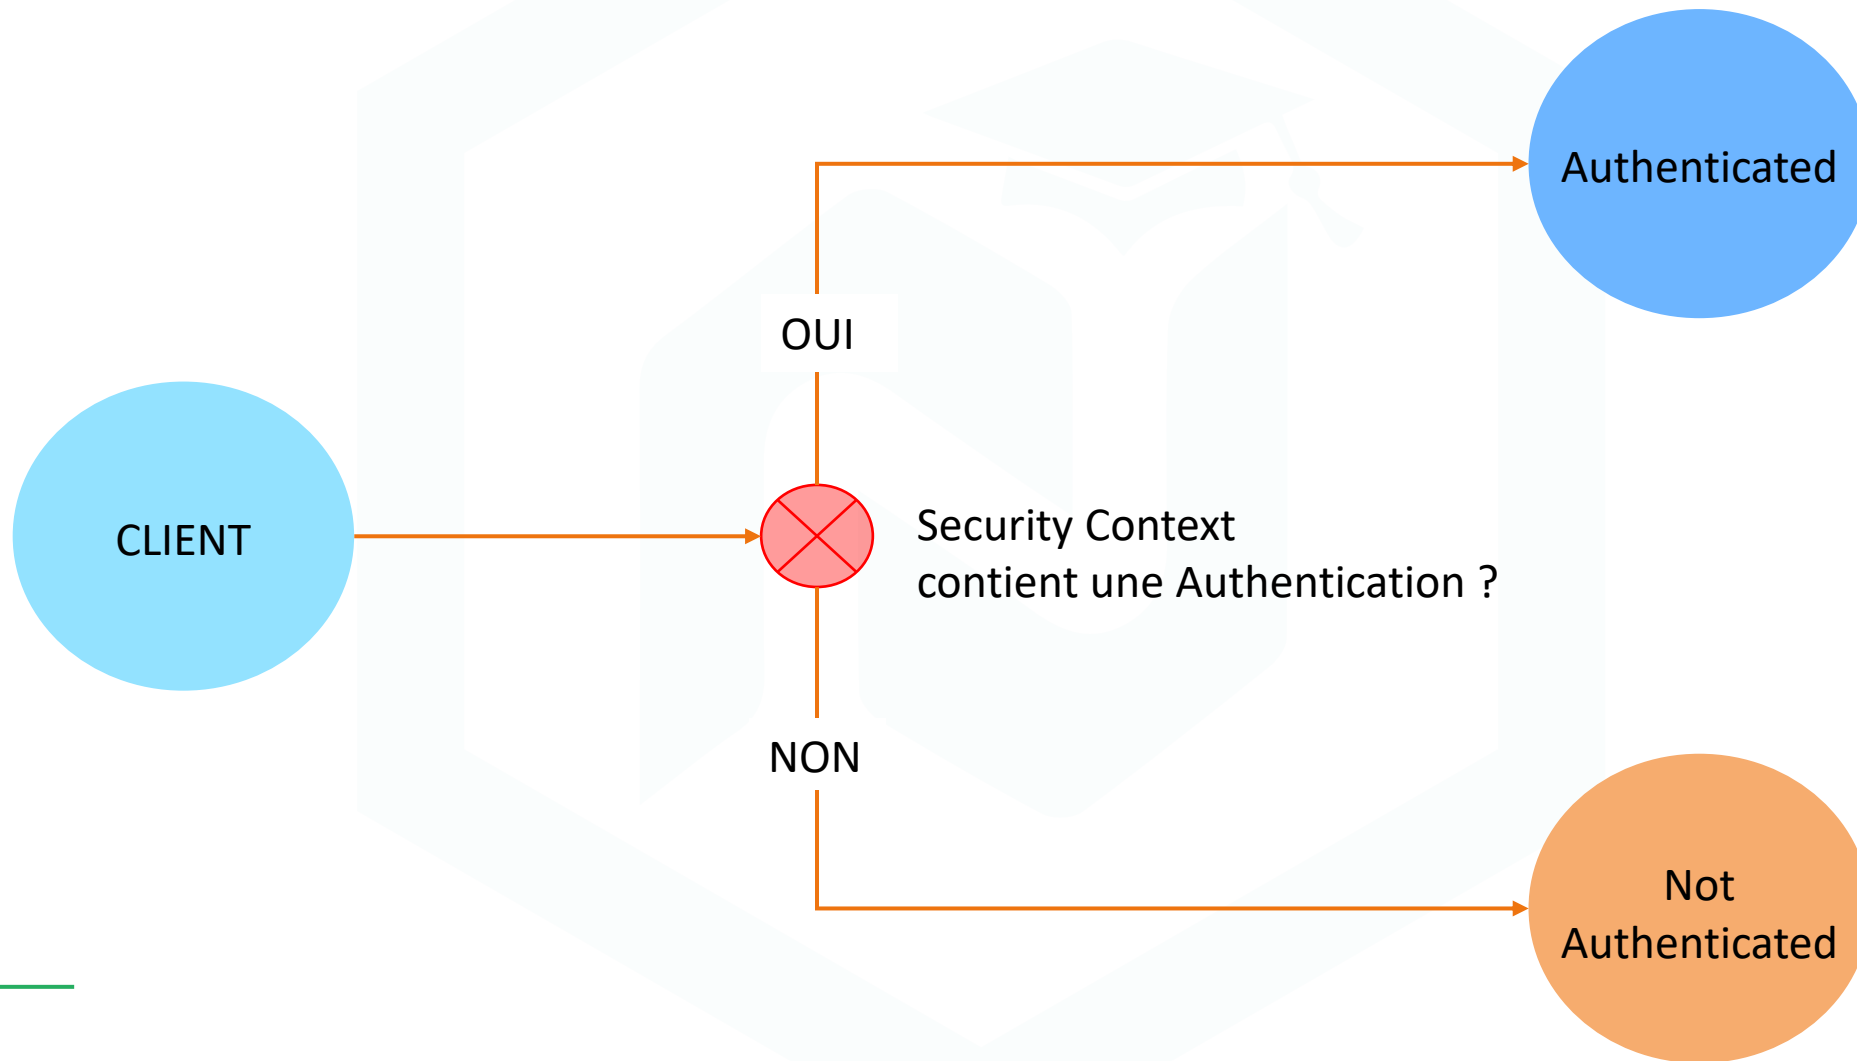 Authenticated
OUI
CLIENT
Security Context
contient une Authentication ?
NON
Not
Authenticated